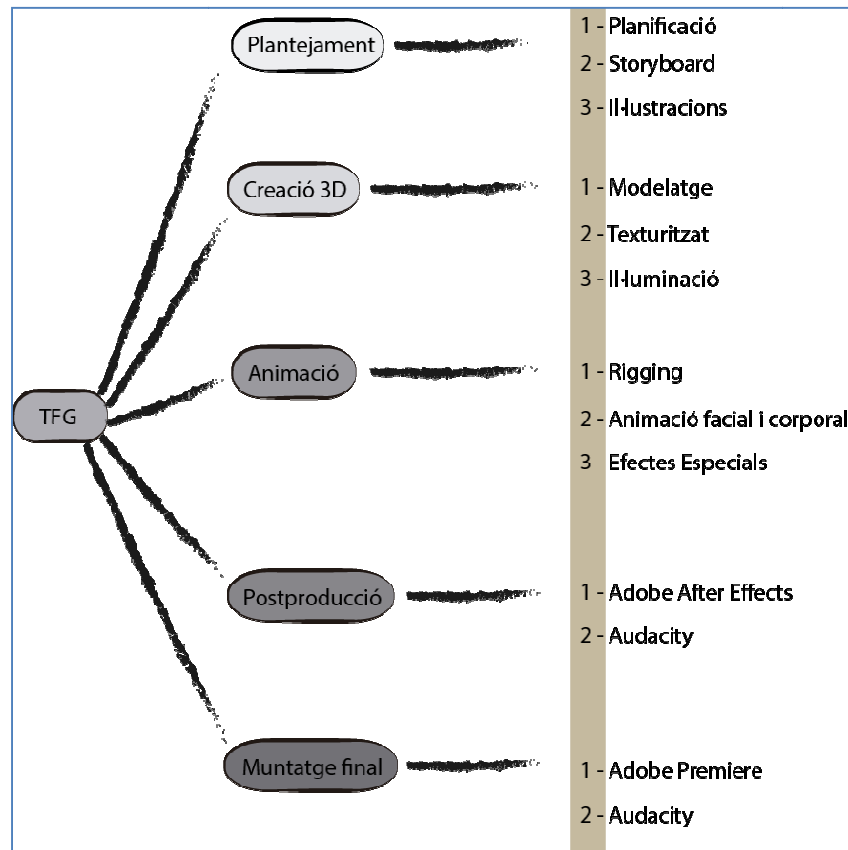 Plantejament
1 - Planificació
2 - Storyboard
3 - Il·lustracions
Creació 3D
1 - Modelatge
2 - Texturitzat
3 - Il·luminació
Animació
1 - Rigging
TFG
2 - Animació facial i corporal
3 Efectes Especials
Postproducció
1 - Adobe After Effects
2 - Audacity
Muntatge final
1 - Adobe Premiere
2 - Audacity